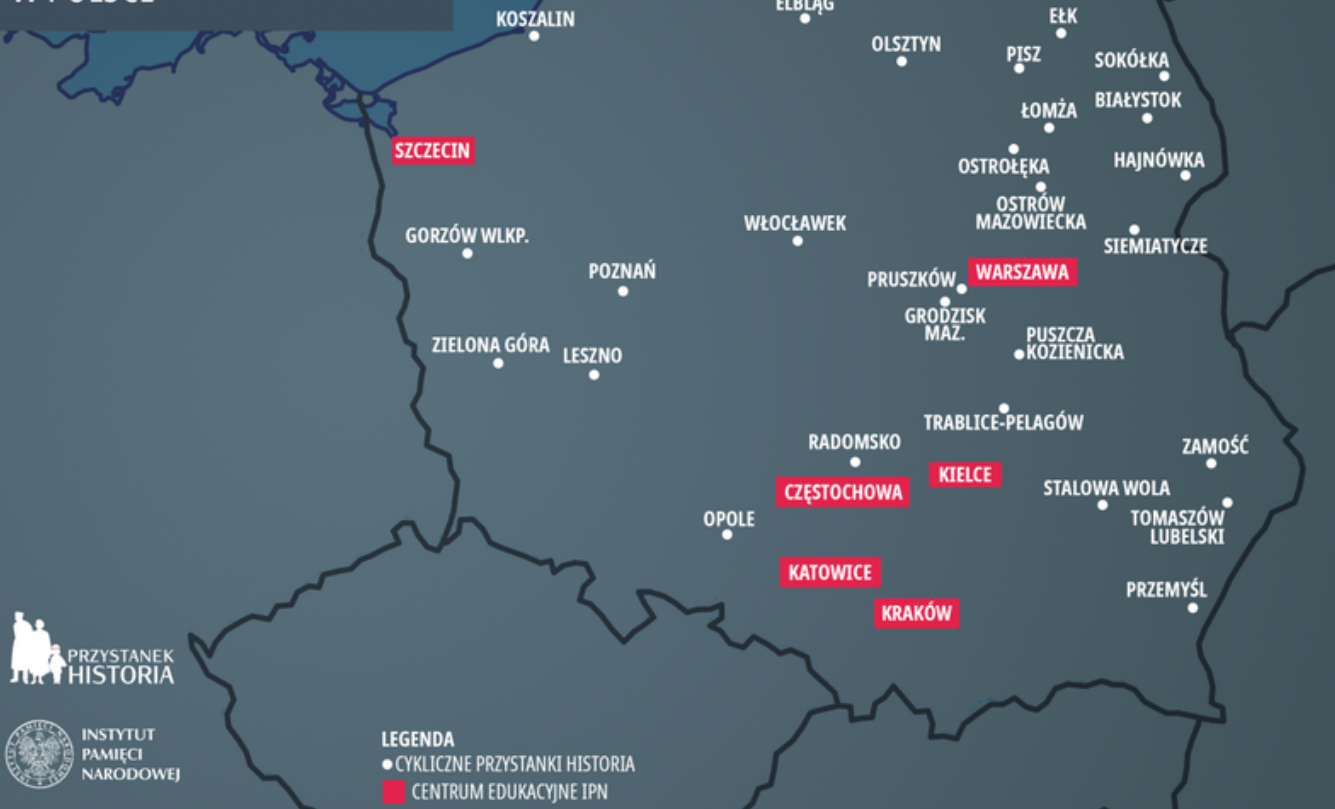 W POLSCE
KOSZALIN
ELBLĄG
EŁK
OLSZTYN
PISZ
SOKÓŁKA
BIAŁYSTOK
ŁOMŻA
SZCZECIN
OSTROŁĘKA
HAJNÓWKA
OSTRÓW
MAZOWIECKA
WŁOCŁAWEK
GORZÓW WLKP.
SIEMIATYCZE
POZNAŃ
WARSZAWA
PRUSZKÓW
GRODZISK
MAZ.
PUSZCZA
KOZIENICKA
ZIELONA GÓRA
LESZNO
TRABLICE-PELAGÓW
RADOMSKO
ZAMOŚĆ
KIELCE
CZĘSTOCHOWA
STALOWA WOLA
OPOLE
TOMASZÓW
LUBELSKI
KATOWICE
PRZEMYŚL
KRAKÓW
PRZYSTANEK
HISTORIA
INSTYTUT
PAMIĘCI
NARODOWEJ
LEGENDA
CYKLICZNE PRZYSTANKI HISTORIA
CENTRUM EDUKACYJNE IPN